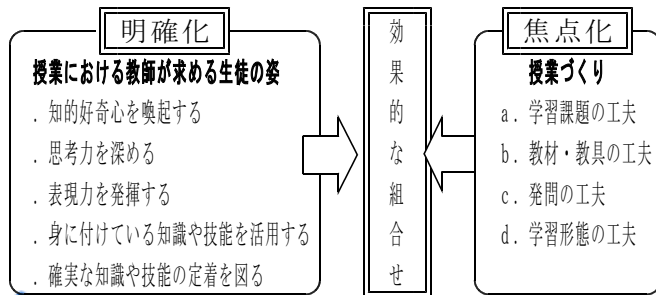 明確化
授業における教師が求める生徒の姿
．知的好奇心を喚起する
．思考力を深める
．表現力を発揮する
．身に付けている知識や技能を活用する
．確実な知識や技能の定着を図る
効果的な組合せ
焦点化
授業づくり
a．学習課題の工夫
b．教材・教具の工夫
c．発問の工夫
d．学習形態の工夫